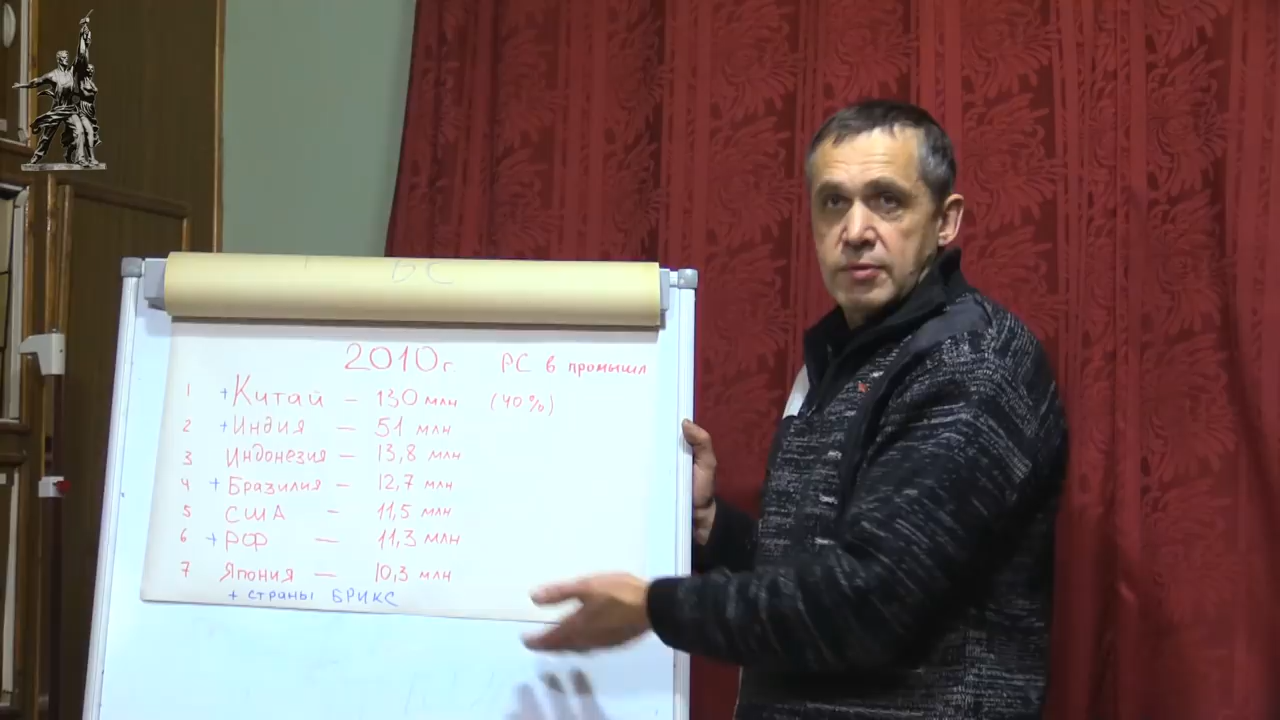 БС
2010г. РС в промышл
1 +Китай – 130 млн (40%)
2 +Индия – 51 млн
3 Индонезия – 13,8 млн
4 + Бразилия – 12,7 млн
5 США – 11,5 млн
6 + РФ – 11,3 млн
7 Япония – 10,3 млн
+ страны БРИКС